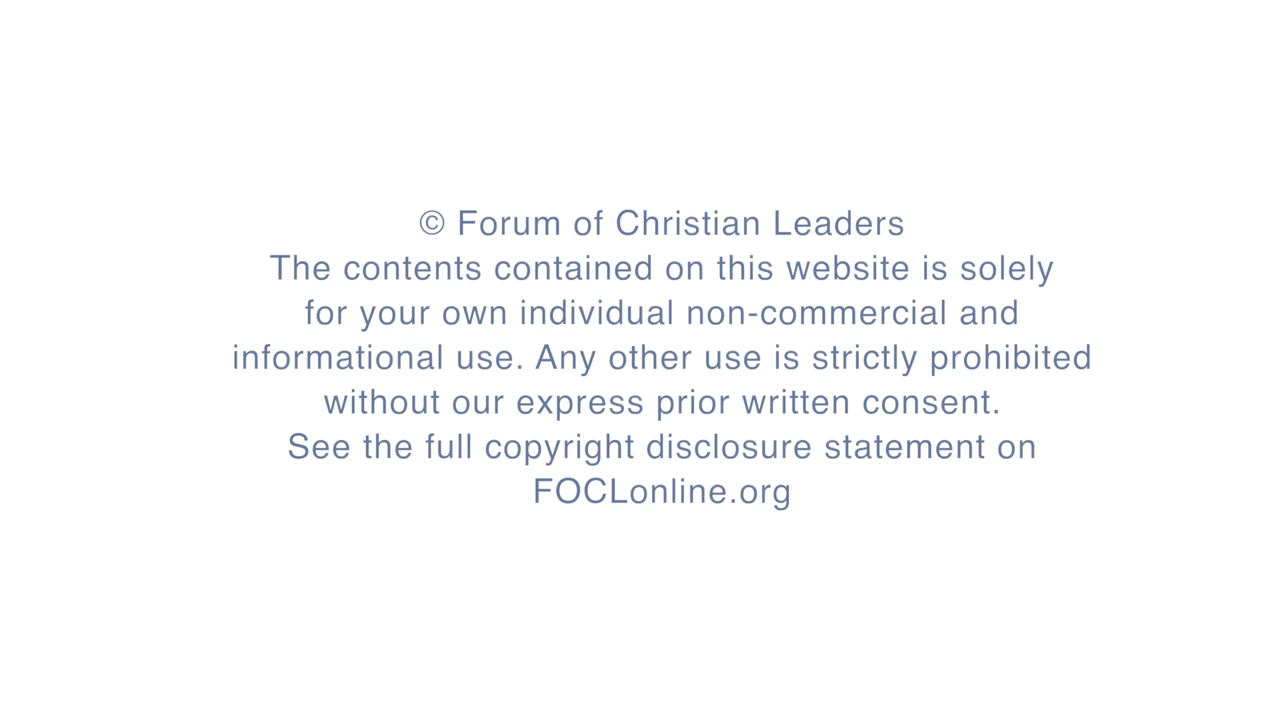 © Forum of Christian Leaders
The contents contained on this website is solely
for your own individual non-commercial and
informational use. Any other use is strictly prohibited
without our express prior written consent.
See the full copyright disclosure statement on
FOCLonline.org